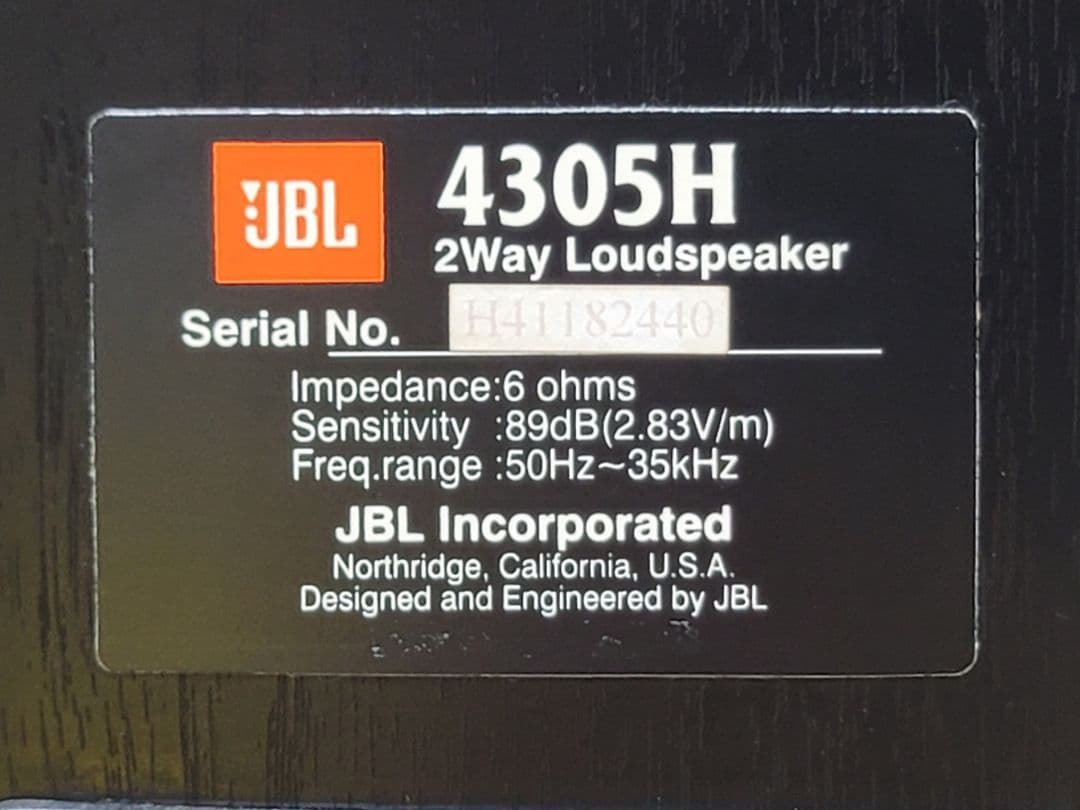 JBL
4305H
2Way Loudspeaker
Serial No. H41182440
Impedance:6 ohms
Sensitivity :89dB(2.83V/m)
Freq.range :50Hz~35kHz
JBL Incorporated
Northridge, California, U.S.A.
Designed and Engineered by JBL